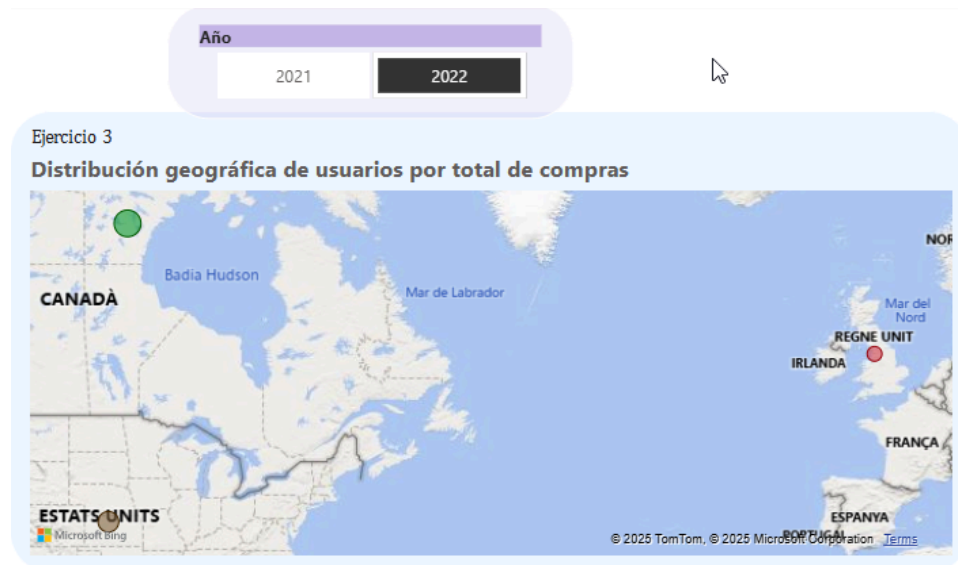 Año
2021 2022
Ejercicio 3
Distribución geográfica de usuarios por total de compras
NOR
Badia Hudson
CANADÀ
Mar de Labrador
Mar del
Nord
REGNE UNIT
IRLANDA
FRANÇA
ESTATS UNITS
ESPANYA
PORTUGAL
Microsoft Bing
© 2025 TomTom, © 2025 Microsoft Corporation Terms